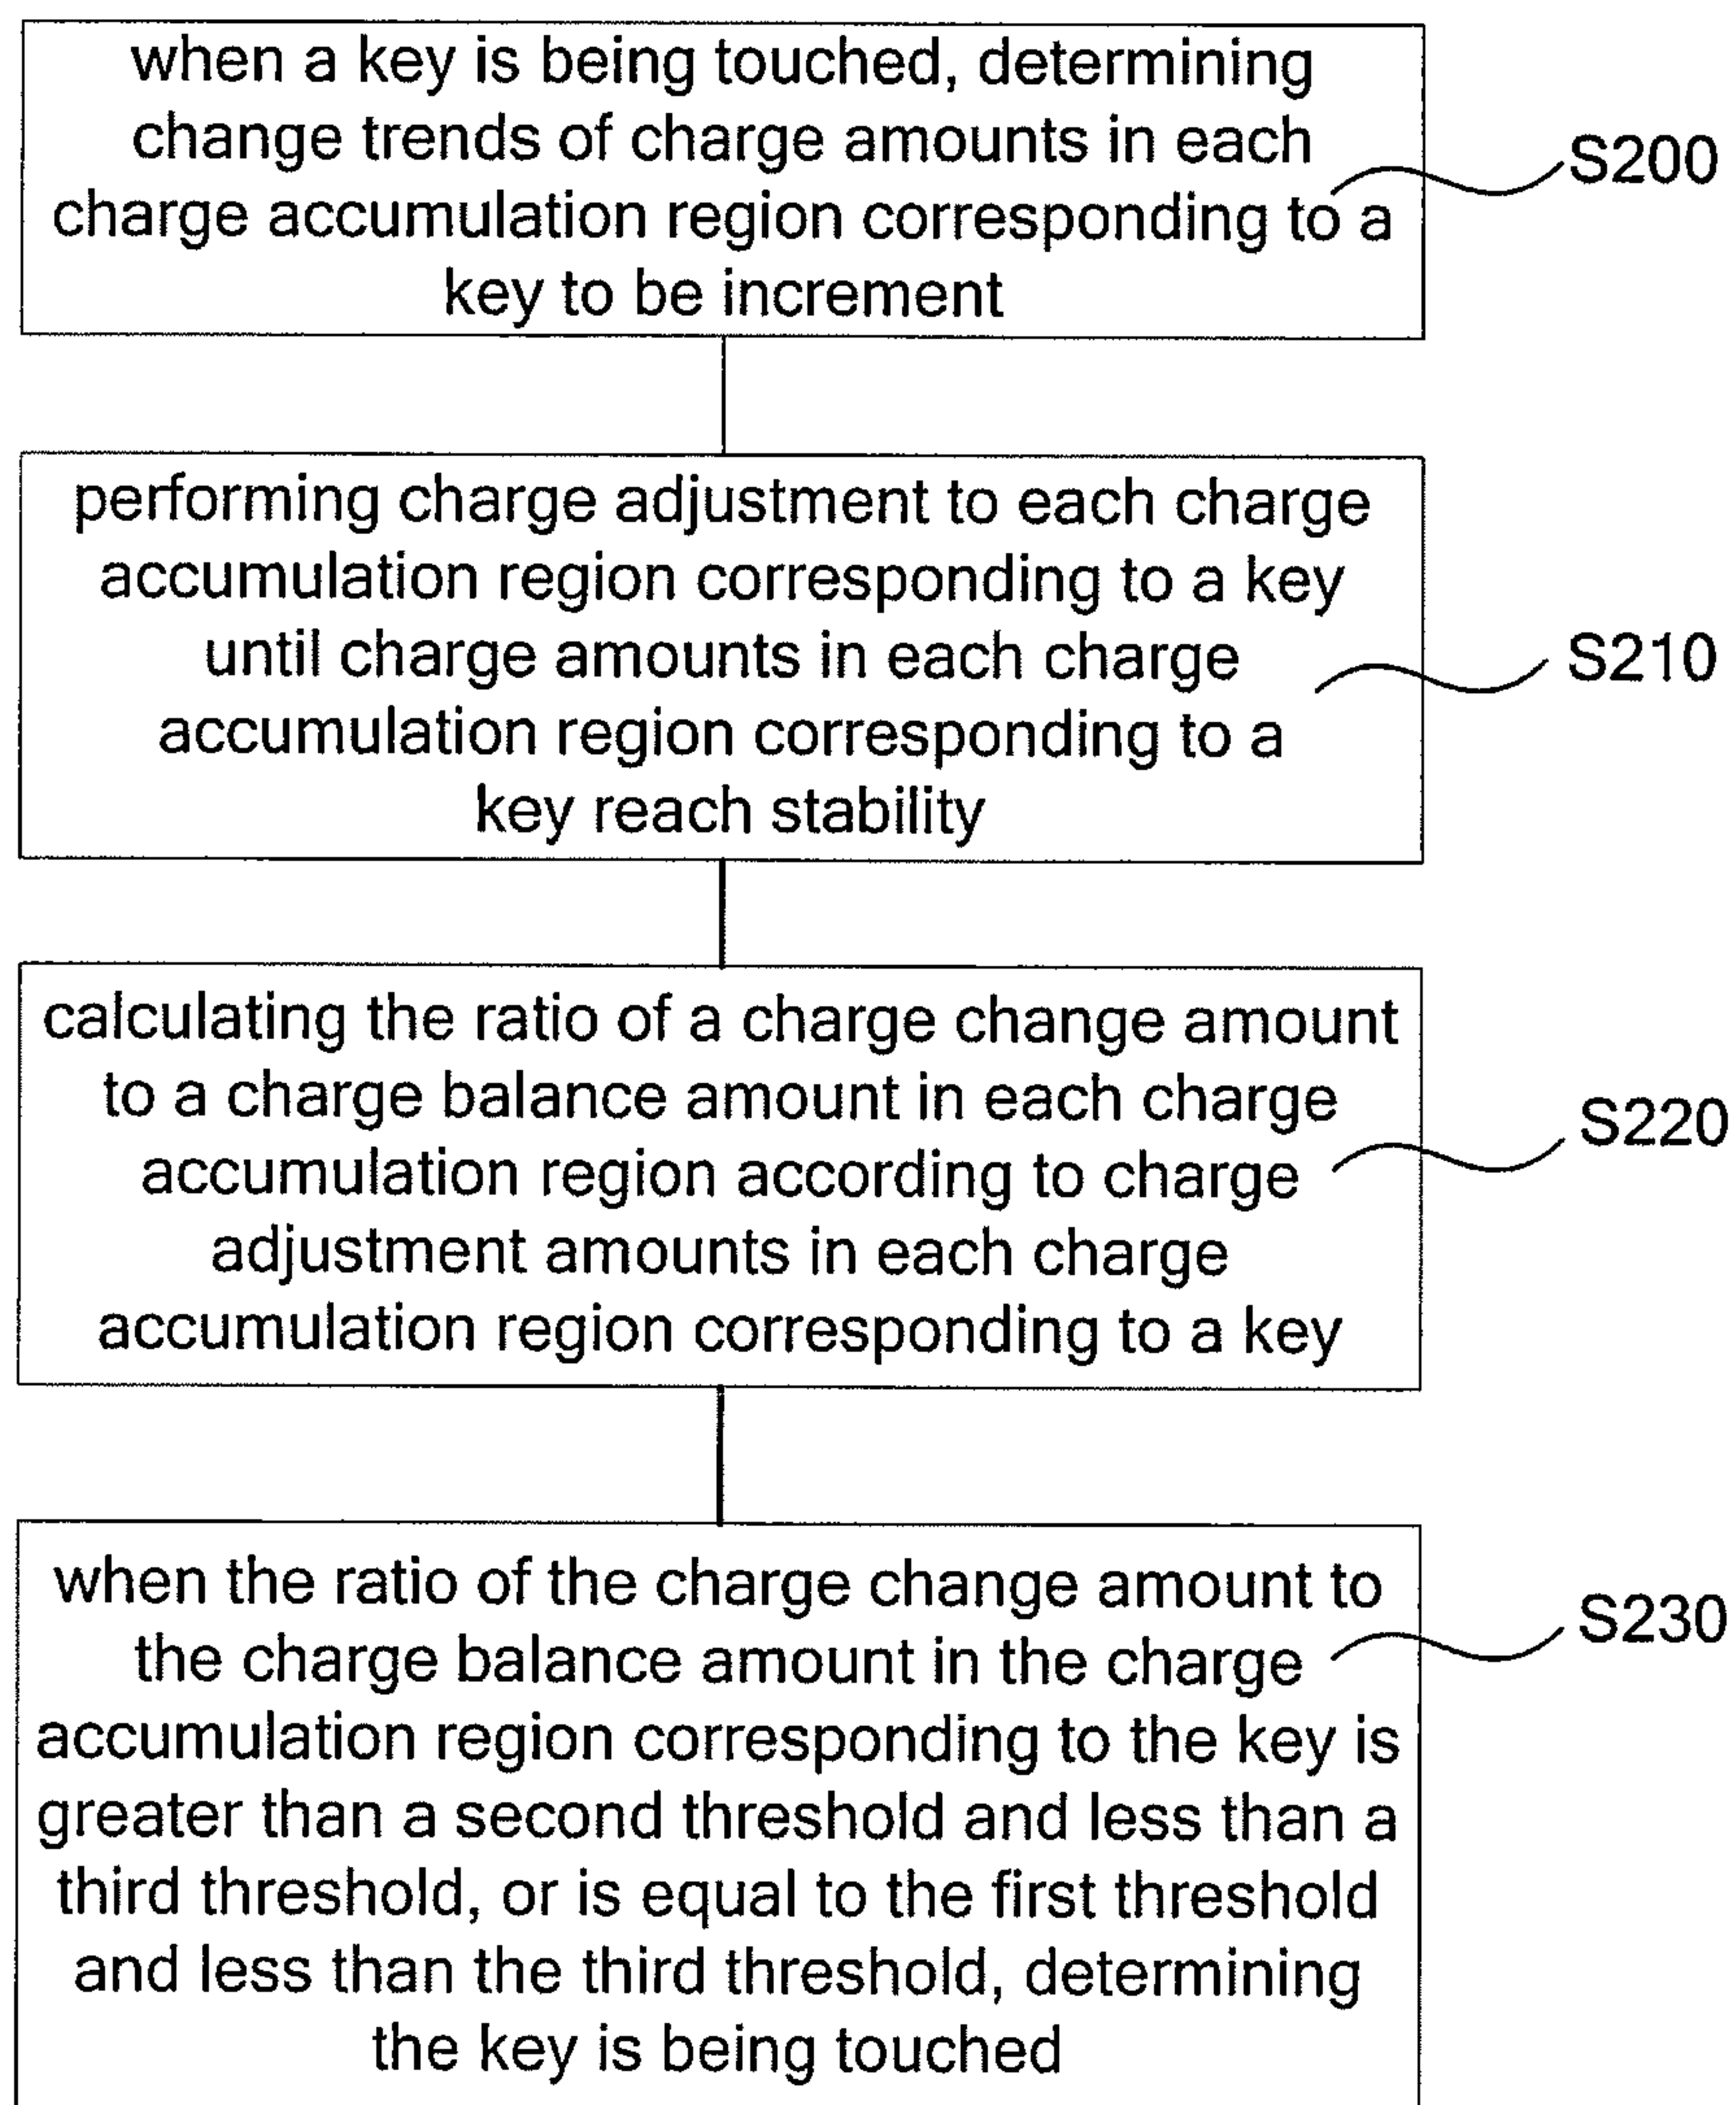 when a key is being touched, determining
change trends of charge amounts in each
charge accumulation region corresponding to a
key to be increment
S200
performing charge adjustment to each charge
accumulation region corresponding to a key
until charge amounts in each charge
accumulation region corresponding to a
key reach stability
S210
calculating the ratio of a charge change amount
to a charge balance amount in each charge
accumulation region according to charge
adjustment amounts in each charge
accumulation region corresponding to a key
S220
when the ratio of the charge change amount to
the charge balance amount in the charge
accumulation region corresponding to the key is
greater than a second threshold and less than a
third threshold, or is equal to the first threshold
and less than the third threshold, determining
the key is being touched
S230